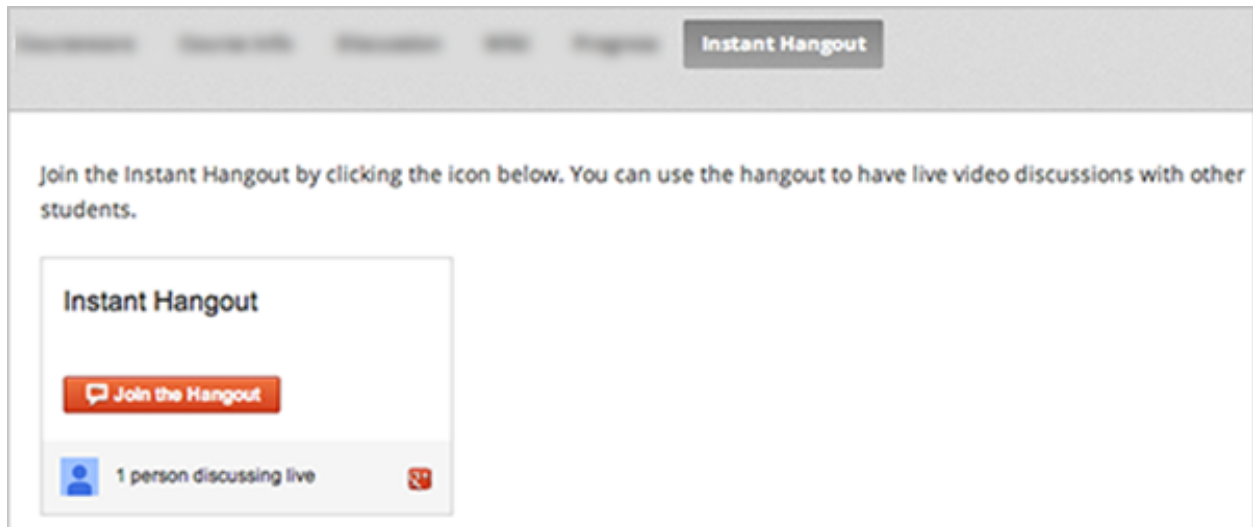 Instant Hangout
Join the Instant Hangout by clicking the icon below. You can use the hangout to have live video discussions with other
students.
Instant Hangout
Join the Hangout
1 person discussing live